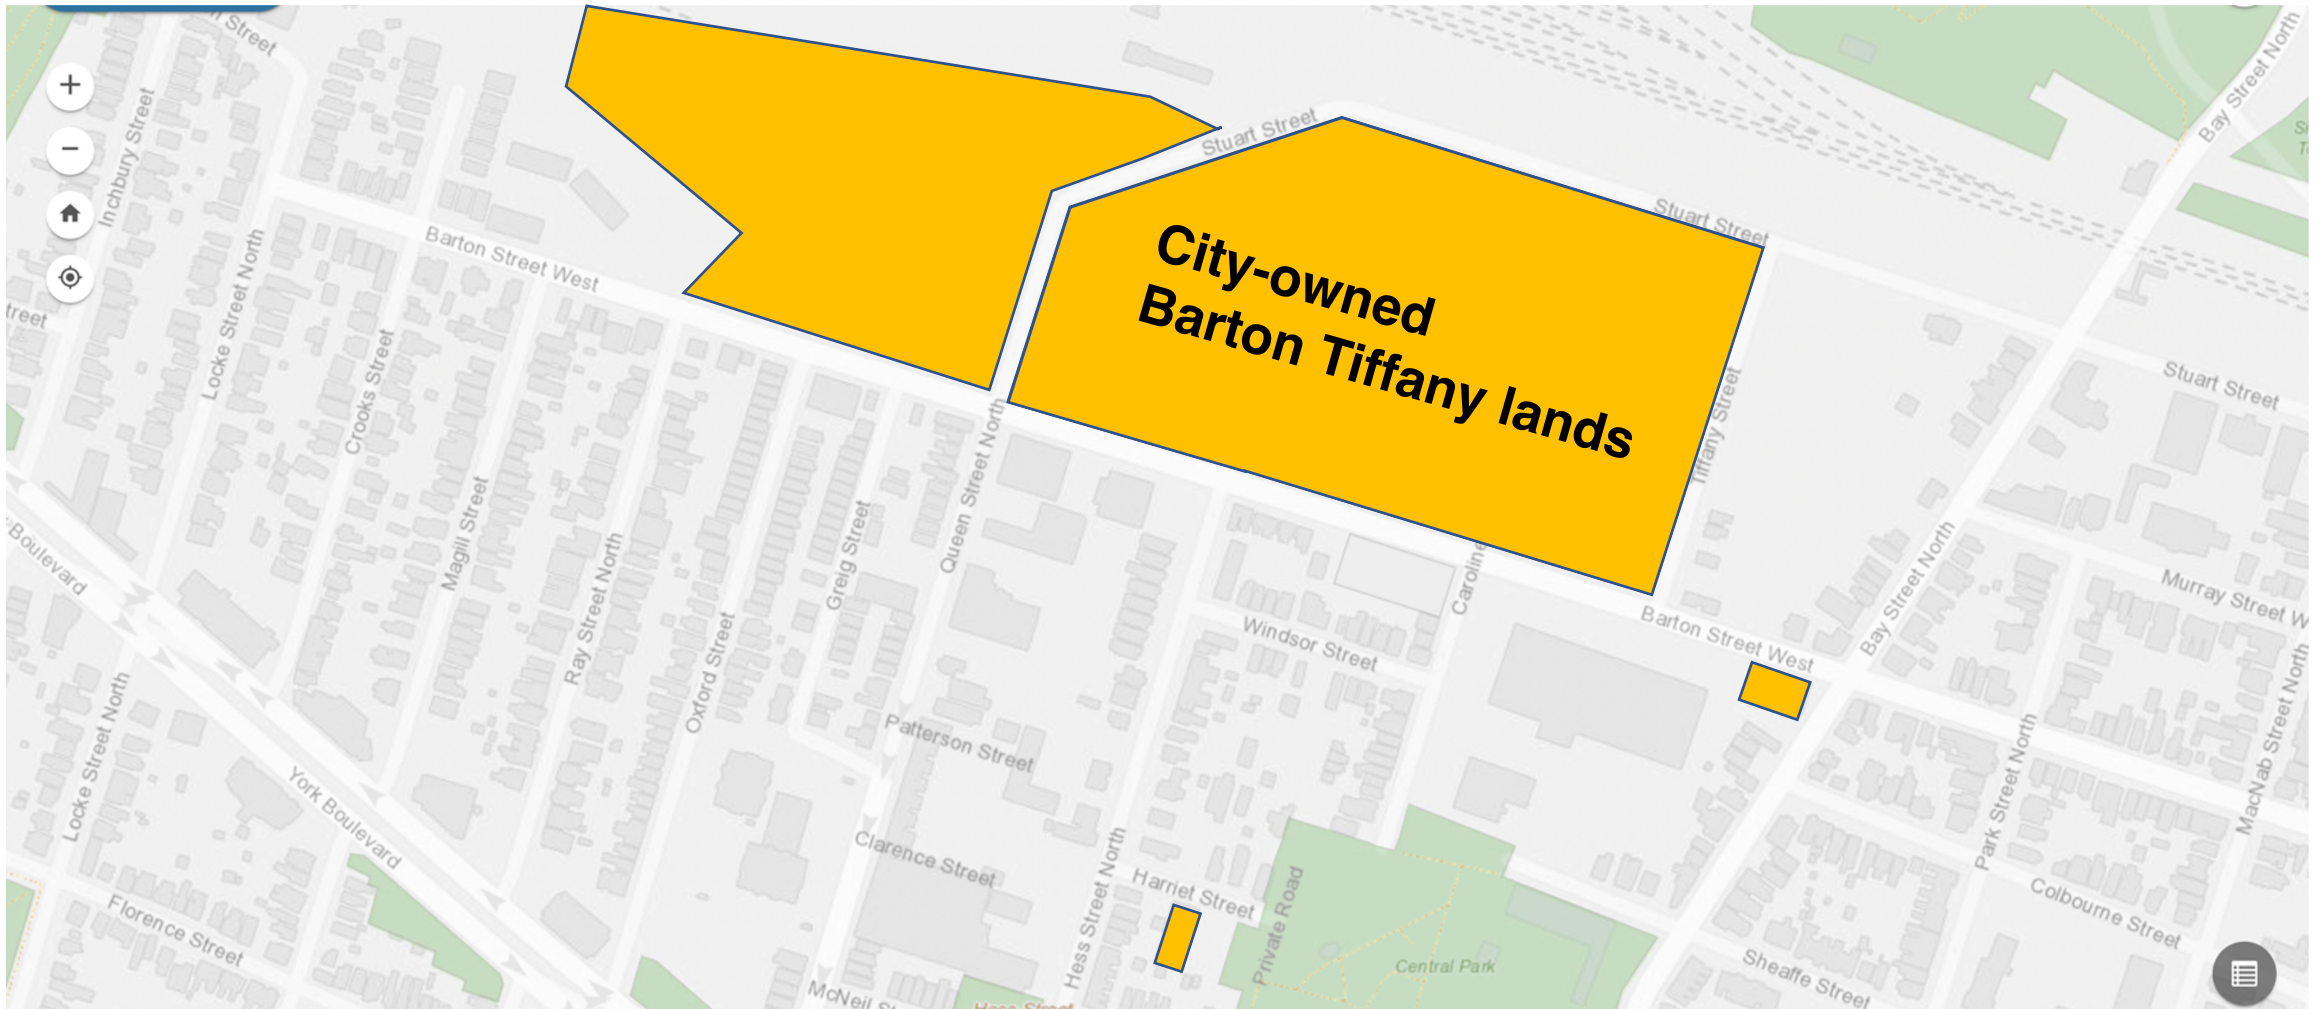 Street
Inchbury Street
Locke Street North
Barton Street West
Crooks Street
Magill Street
Ray Street North
Oxford Street
Greig Street
Queen Street North
Stuart Street
Stuart Street
City-owned
Barton Tiffany lands
Tiffany Street
Bay Street North
Stuart Street
Murray Street W
Bay Street North
Barton Street West
Caroline
Windsor Street
Boulevard
Locke Street North
York Boulevard
Florence Street
Patterson Street
Clarence Street
Hess Street North
Harriet Street
Private Road
Central Park
Park Street North
MacNab Street North
Colbourne Street
Sheaffe Street
McNeil St
Hess Street